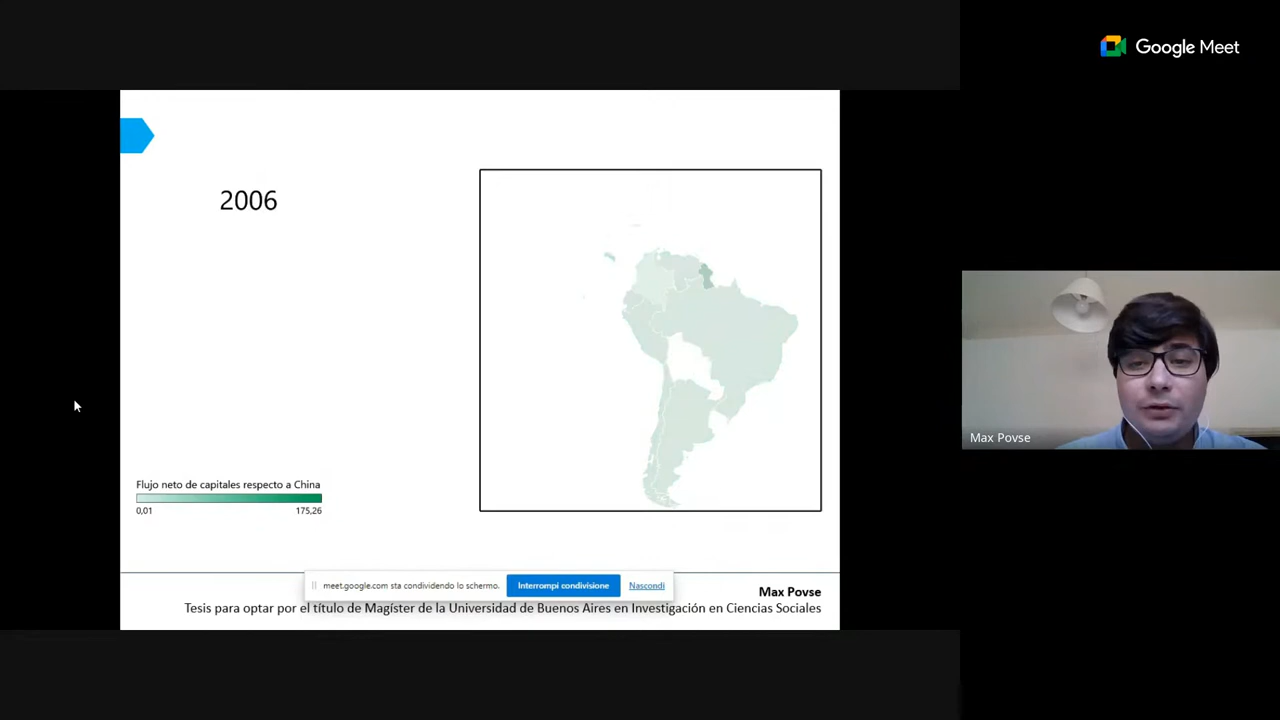 Google Meet
2006
Flujo neto de capitales respecto a China
0,01 175,26
meet.google.com sta condividendo lo schermo. Interrompi condivisione Nascondi
Max Povse
Tesis para optar por el título de Magíster de la Universidad de Buenos Aires en Investigación en Ciencias Sociales
Max Povse